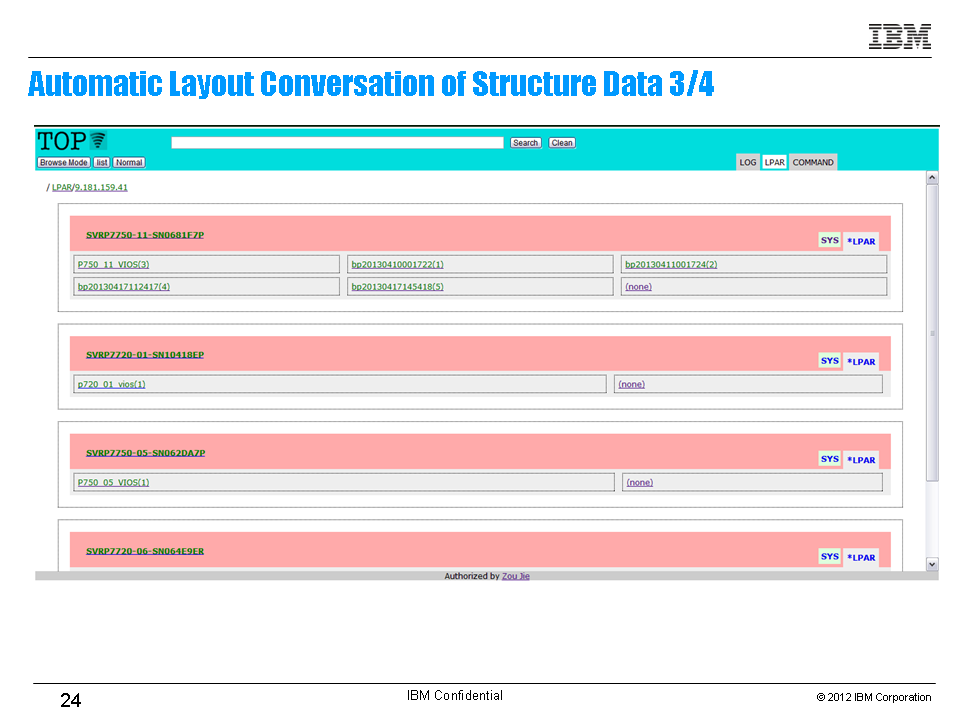 IBM
Automatic Layout Conversation of Structure Data 3/4
TOP
Search Clean
Browse Mode list Normal
LOG LPAR COMMAND
/ LPAR/9.181.159.41
SVRP7750-11-SN0681F7P
SYS *LPAR
P750_11_VIOS(3) bp20130410001722(1) bp20130411001724(2)
bp20130417112417(4) bp20130417145418(5) (none)
SVRP7720-01-SN10418EP
SYS *LPAR
p720_01_vios(1) (none)
SVRP7750-05-SN062DA7P
SYS *LPAR
P750_05_VIOS(1) (none)
SVRP7720-06-SN064E9ER
SYS *LPAR
Authorized by Zou Jie
24 IBM Confidential © 2012 IBM Corporation